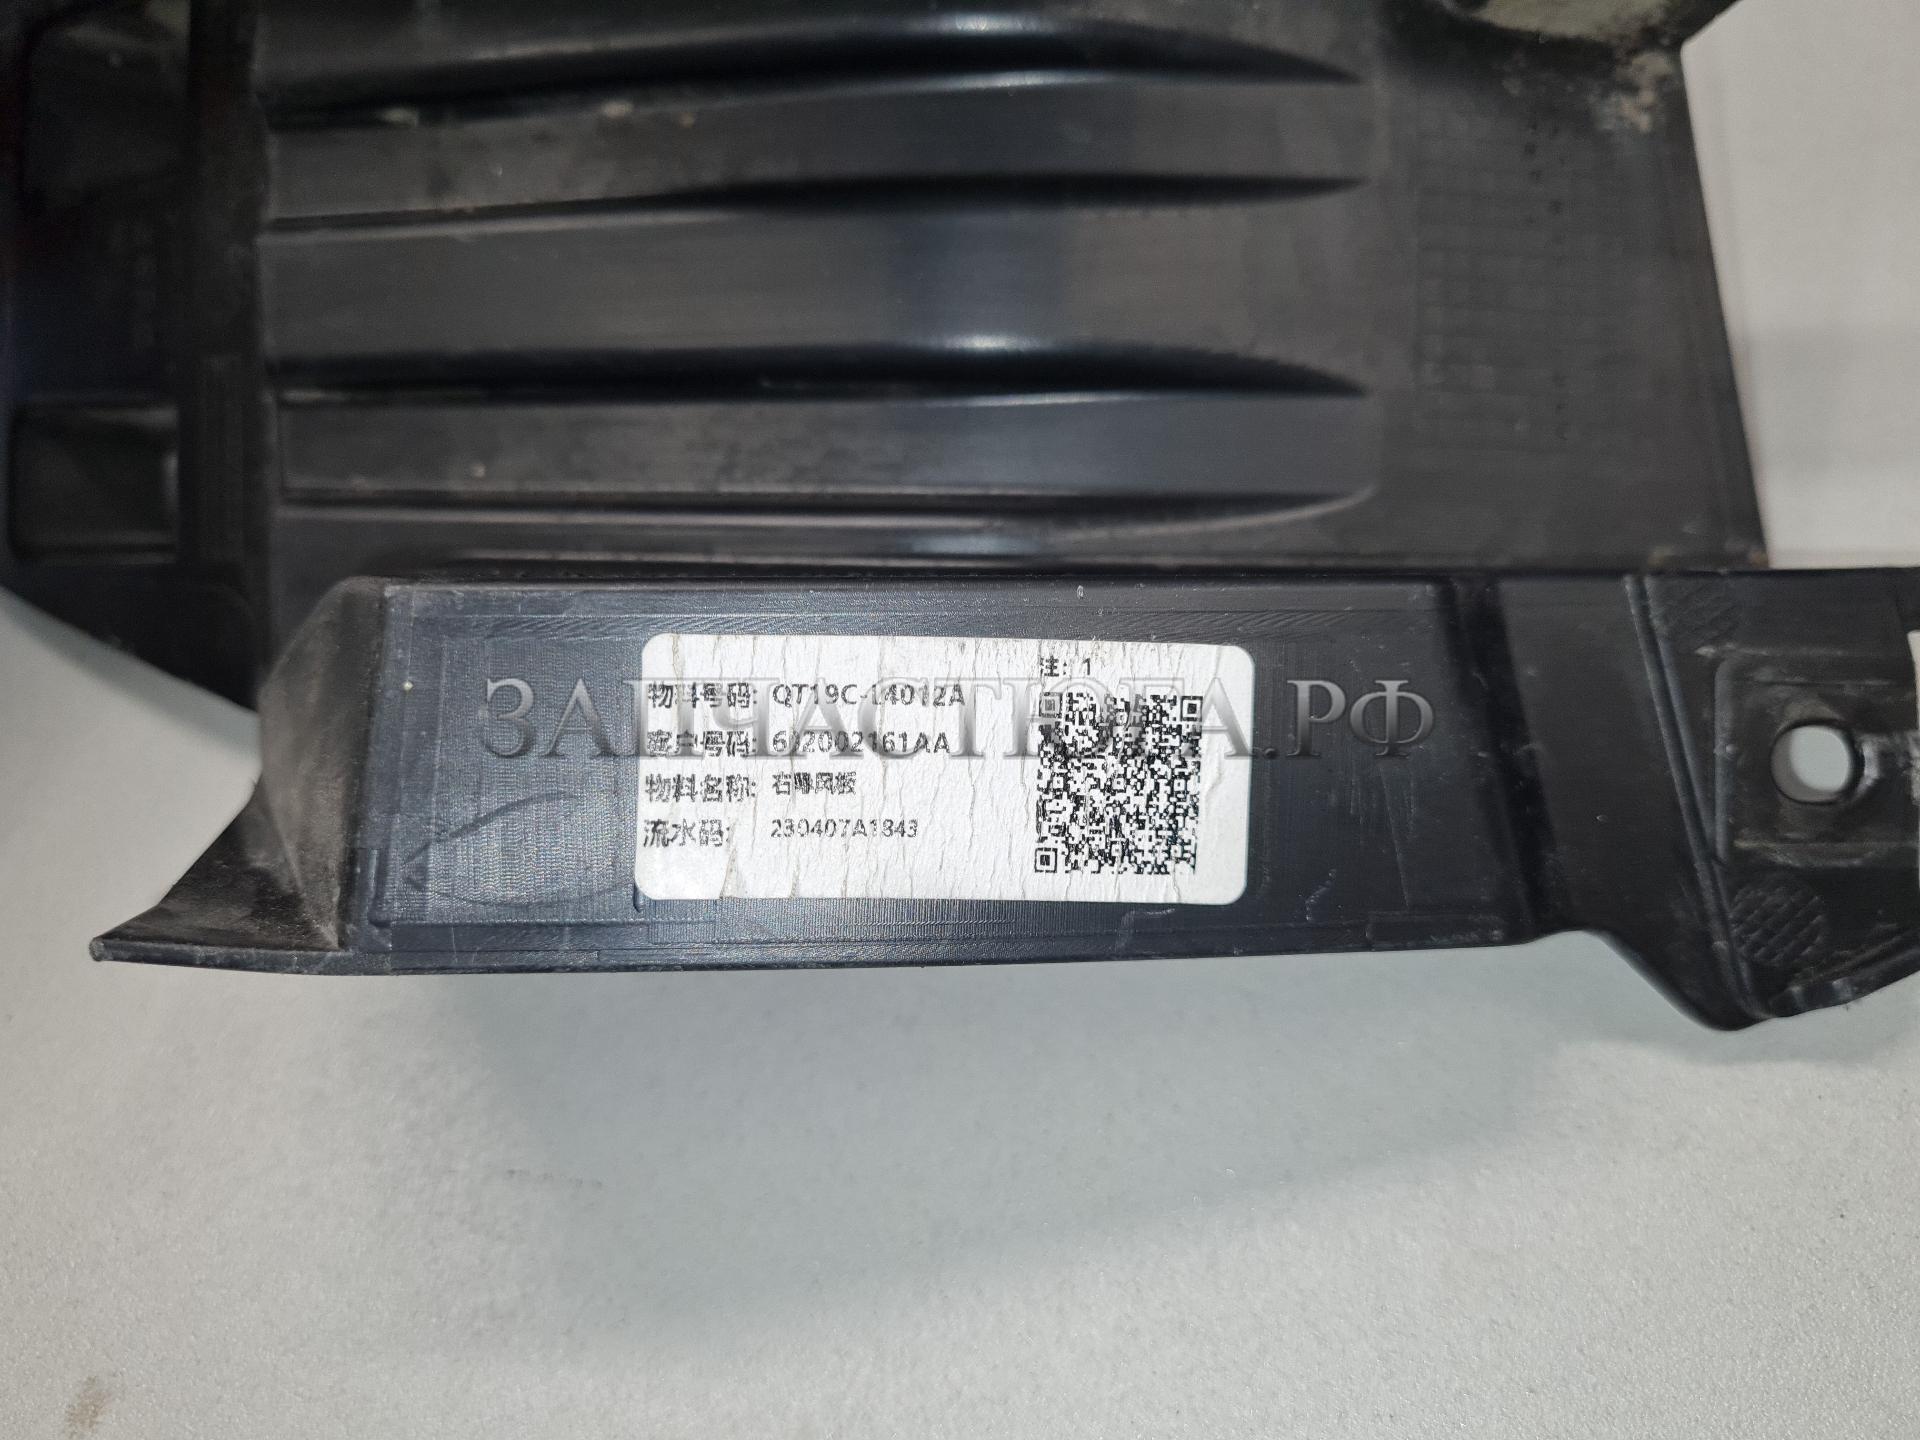 注: 1
物料号码: QT19C-L4012A
客户号码: 602002161AA
物料名称: 右导风板
流水码: 230407A1843
ЗАПЧАСТЮГА.РФ